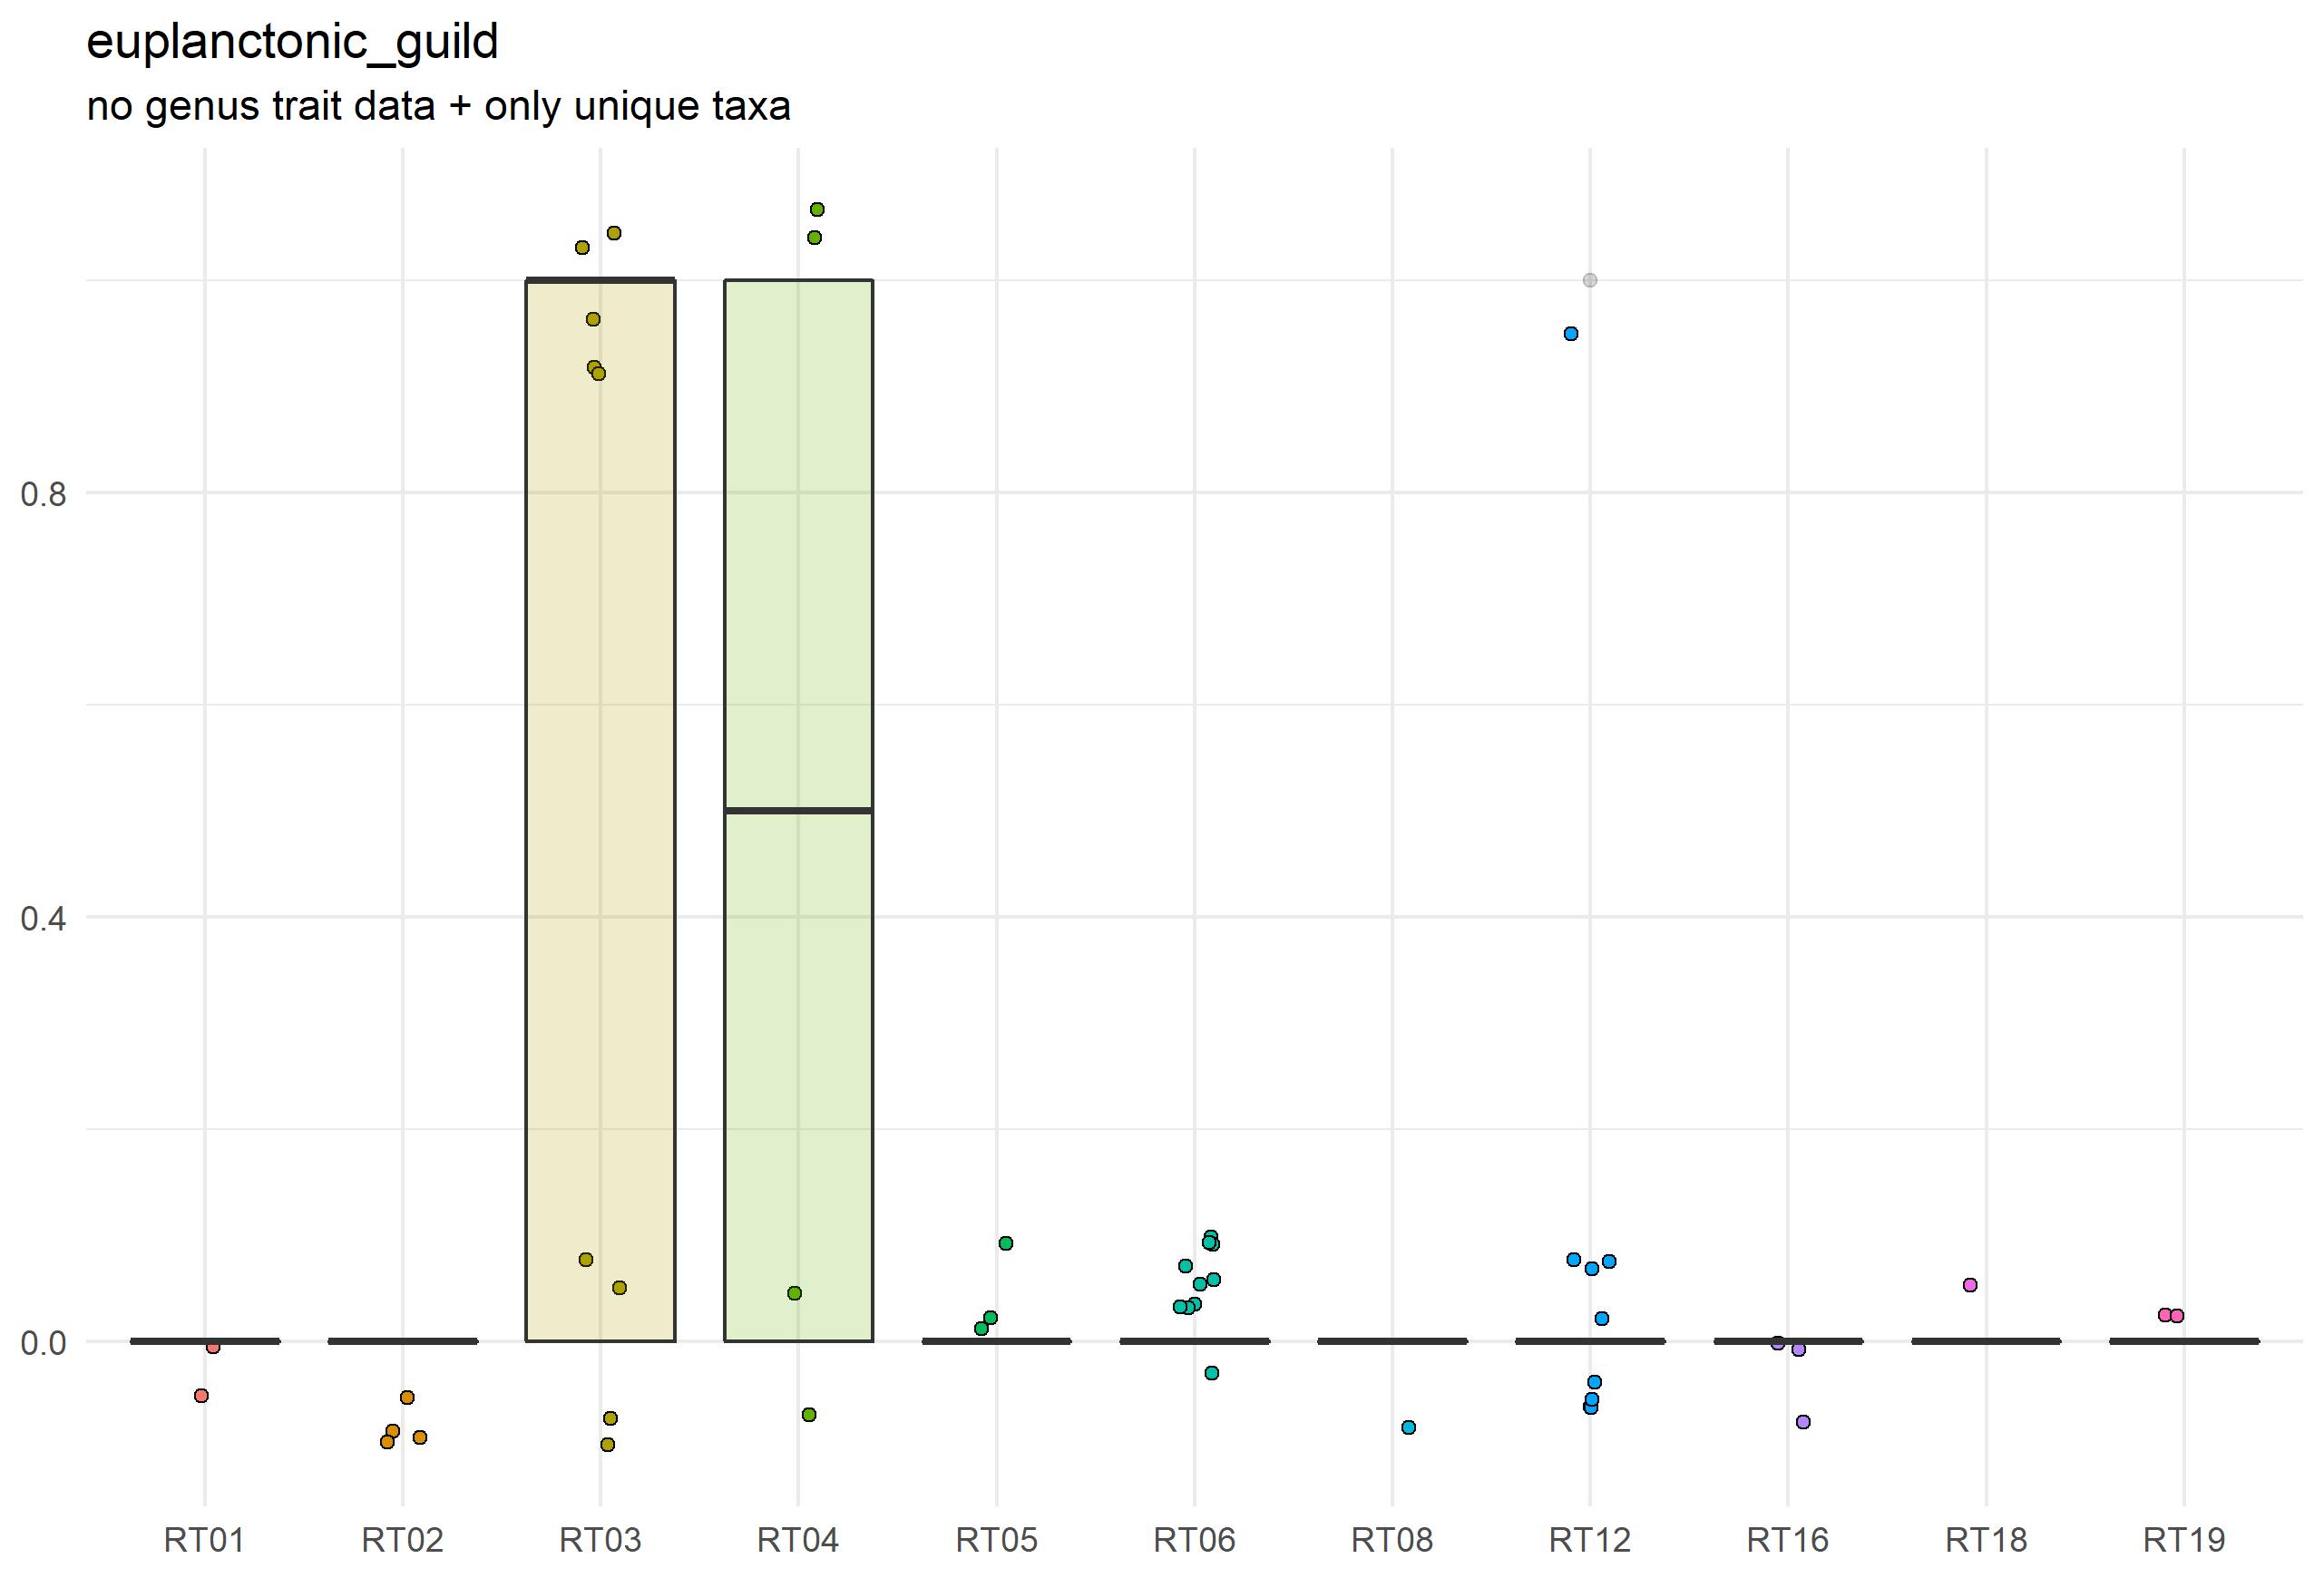 euplanctonic_guild
no genus trait data + only unique taxa
0.8
0.4
0.0
RT01 RT02 RT03 RT04 RT05 RT06 RT08 RT12 RT16 RT18 RT19